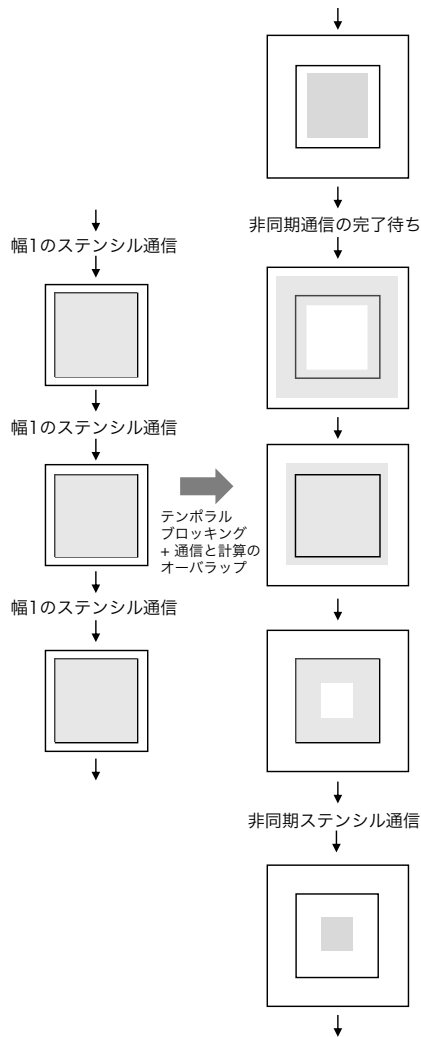 幅1のステンシル通信
幅1のステンシル通信
幅1のステンシル通信
テンポラル
ブロッキング
+ 通信と計算の
オーバラップ
非同期通信の完了待ち
非同期ステンシル通信